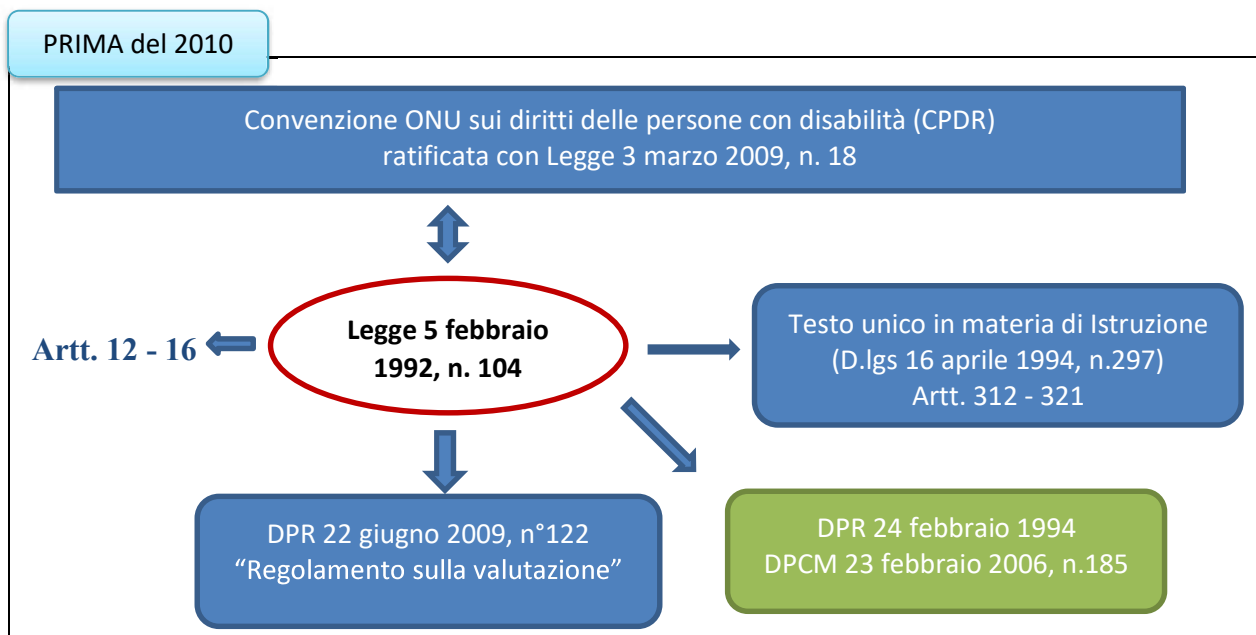 PRIMA del 2010
Convenzione ONU sui diritti delle persone con disabilità (CPDR)
ratificata con Legge 3 marzo 2009, n. 18
Artt. 12 - 16
Legge 5 febbraio
1992, n. 104
Testo unico in materia di Istruzione
(D.lgs 16 aprile 1994, n.297)
Artt. 312 - 321
DPR 22 giugno 2009, n°122
“Regolamento sulla valutazione”
DPR 24 febbraio 1994
DPCM 23 febbraio 2006, n.185